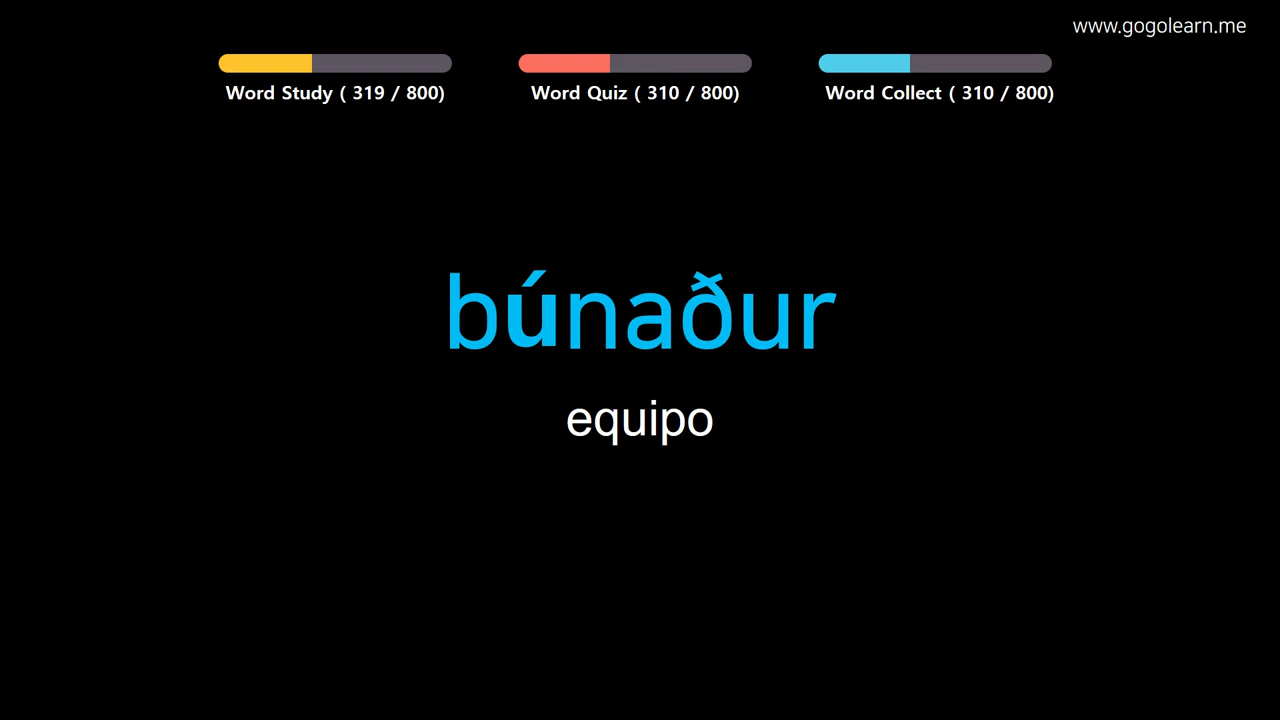 www.gogolearn.me
Word Study ( 319 / 800)
Word Quiz ( 310 / 800)
Word Collect ( 310 / 800)
búnaður
equipo